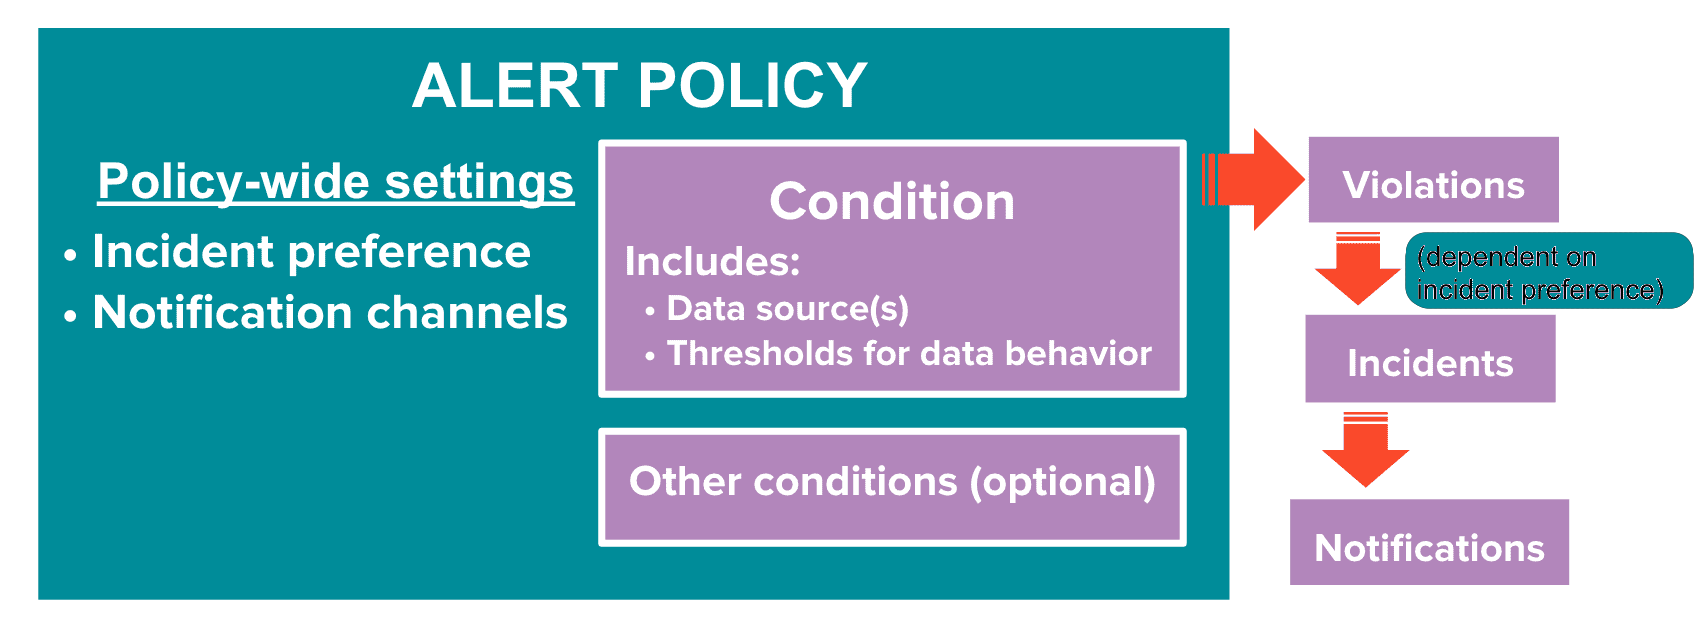 ALERT POLICY
Policy-wide settings
• Incident preference
• Notification channels
Condition
Includes:
• Data source(s)
• Thresholds for data behavior
Other conditions (optional)
Violations
(dependent on
incident preference)
Incidents
Notifications